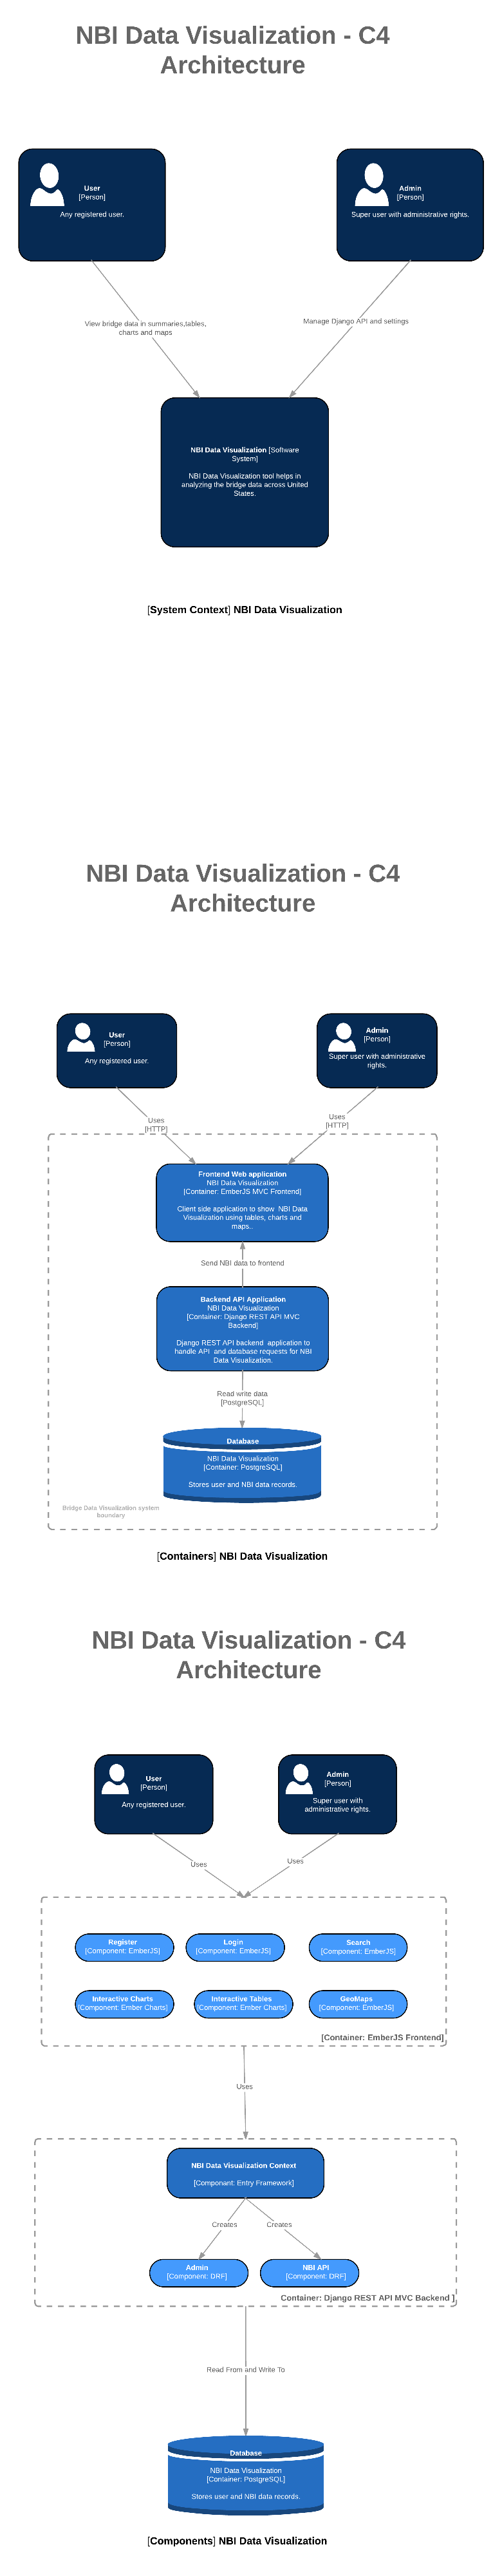 NBI Data Visualization - C4
Architecture
User
[Person]
Any registered user.
Admin
[Person]
Super user with administrative rights.
View bridge data in summaries,tables,
charts and maps
Manage Django API and settings
NBI Data Visualization [Software
System]
NBI Data Visualization tool helps in
analyzing the bridge data across United
States.
[System Context] NBI Data Visualization
NBI Data Visualization - C4
Architecture
User
[Person]
Any registered user.
Admin
[Person]
Super user with administrative
rights.
Uses
[HTTP]
Uses
[HTTP]
Frontend Web application
NBI Data Visualization
[Container: EmberJS MVC Frontend]
Client side application to show NBI Data
Visualization using tables, charts and
maps..
Send NBI data to frontend
Backend API Application
NBI Data Visualization
[Container: Django REST API MVC
Backend]
Django REST API backend application to
handle API and database requests for NBI
Data Visualization.
Read write data
[PostgreSQL]
Database
NBI Data Visualization
[Container: PostgreSQL]
Stores user and NBI data records.
Bridge Data Visualization system
boundary
[Containers] NBI Data Visualization
NBI Data Visualization - C4
Architecture
User
[Person]
Any registered user.
Admin
[Person]
Super user with
administrative rights.
Uses
Uses
Register
[Component: EmberJS]
Login
[Component: EmberJS]
Search
[Component: EmberJS]
Interactive Charts
[Component: Ember Charts]
Interactive Tables
[Component: Ember Charts]
GeoMaps
[Component: EmberJS]
[Container: EmberJS Frontend]
Uses
NBI Data Visualization Context
[Componant: Entry Framework]
Creates
Creates
Admin
[Component: DRF]
NBI API
[Component: DRF]
Container: Django REST API MVC Backend ]
Read From and Write To
Database
NBI Data Visualization
[Container: PostgreSQL]
Stores user and NBI data records.
[Components] NBI Data Visualization